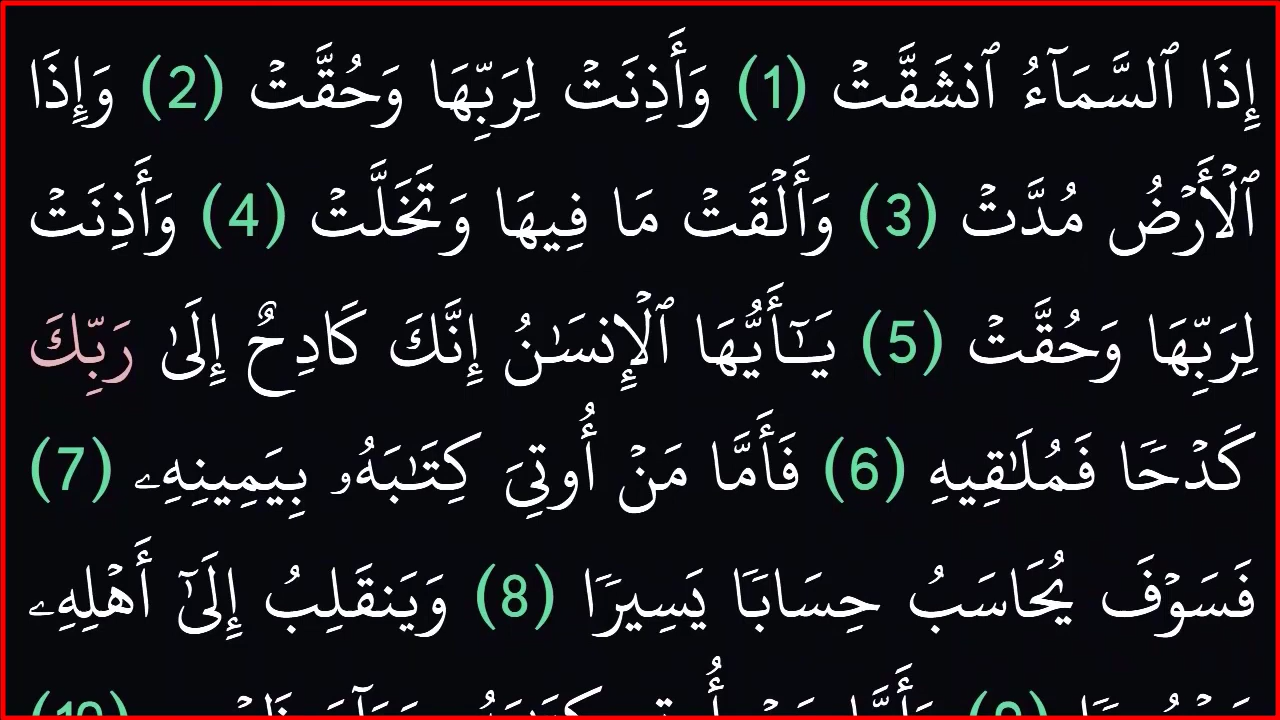 إِذَا ٱلسَّمَآءُ ٱنشَقَّتۡ (1) وَأَذِنَتۡ لِرَبِّهَا وَحُقَّتۡ (2) وَإِذَا
ٱلۡأَرۡضُ مُدَّتۡ (3) وَأَلۡقَتۡ مَا فِيهَا وَتَخَلَّتۡ (4) وَأَذِنَتۡ
لِرَبِّهَا وَحُقَّتۡ (5) يَـٰٓأَيُّهَا ٱلۡإِنسَـٰنُ إِنَّكَ كَادِحٌ إِلَىٰ رَبِّكَ
كَدۡحٗا فَمُلَـٰقِيهِ (6) فَأَمَّا مَنۡ أُوتِيَ كِتَـٰبَهُۥ بِيَمِينِهِۦ (7)
فَسَوۡفَ يُحَاسَبُ حِسَابٗا يَسِيرٗا (8) وَيَنقَلِبُ إِلَىٰٓ أَهۡلِهِۦ